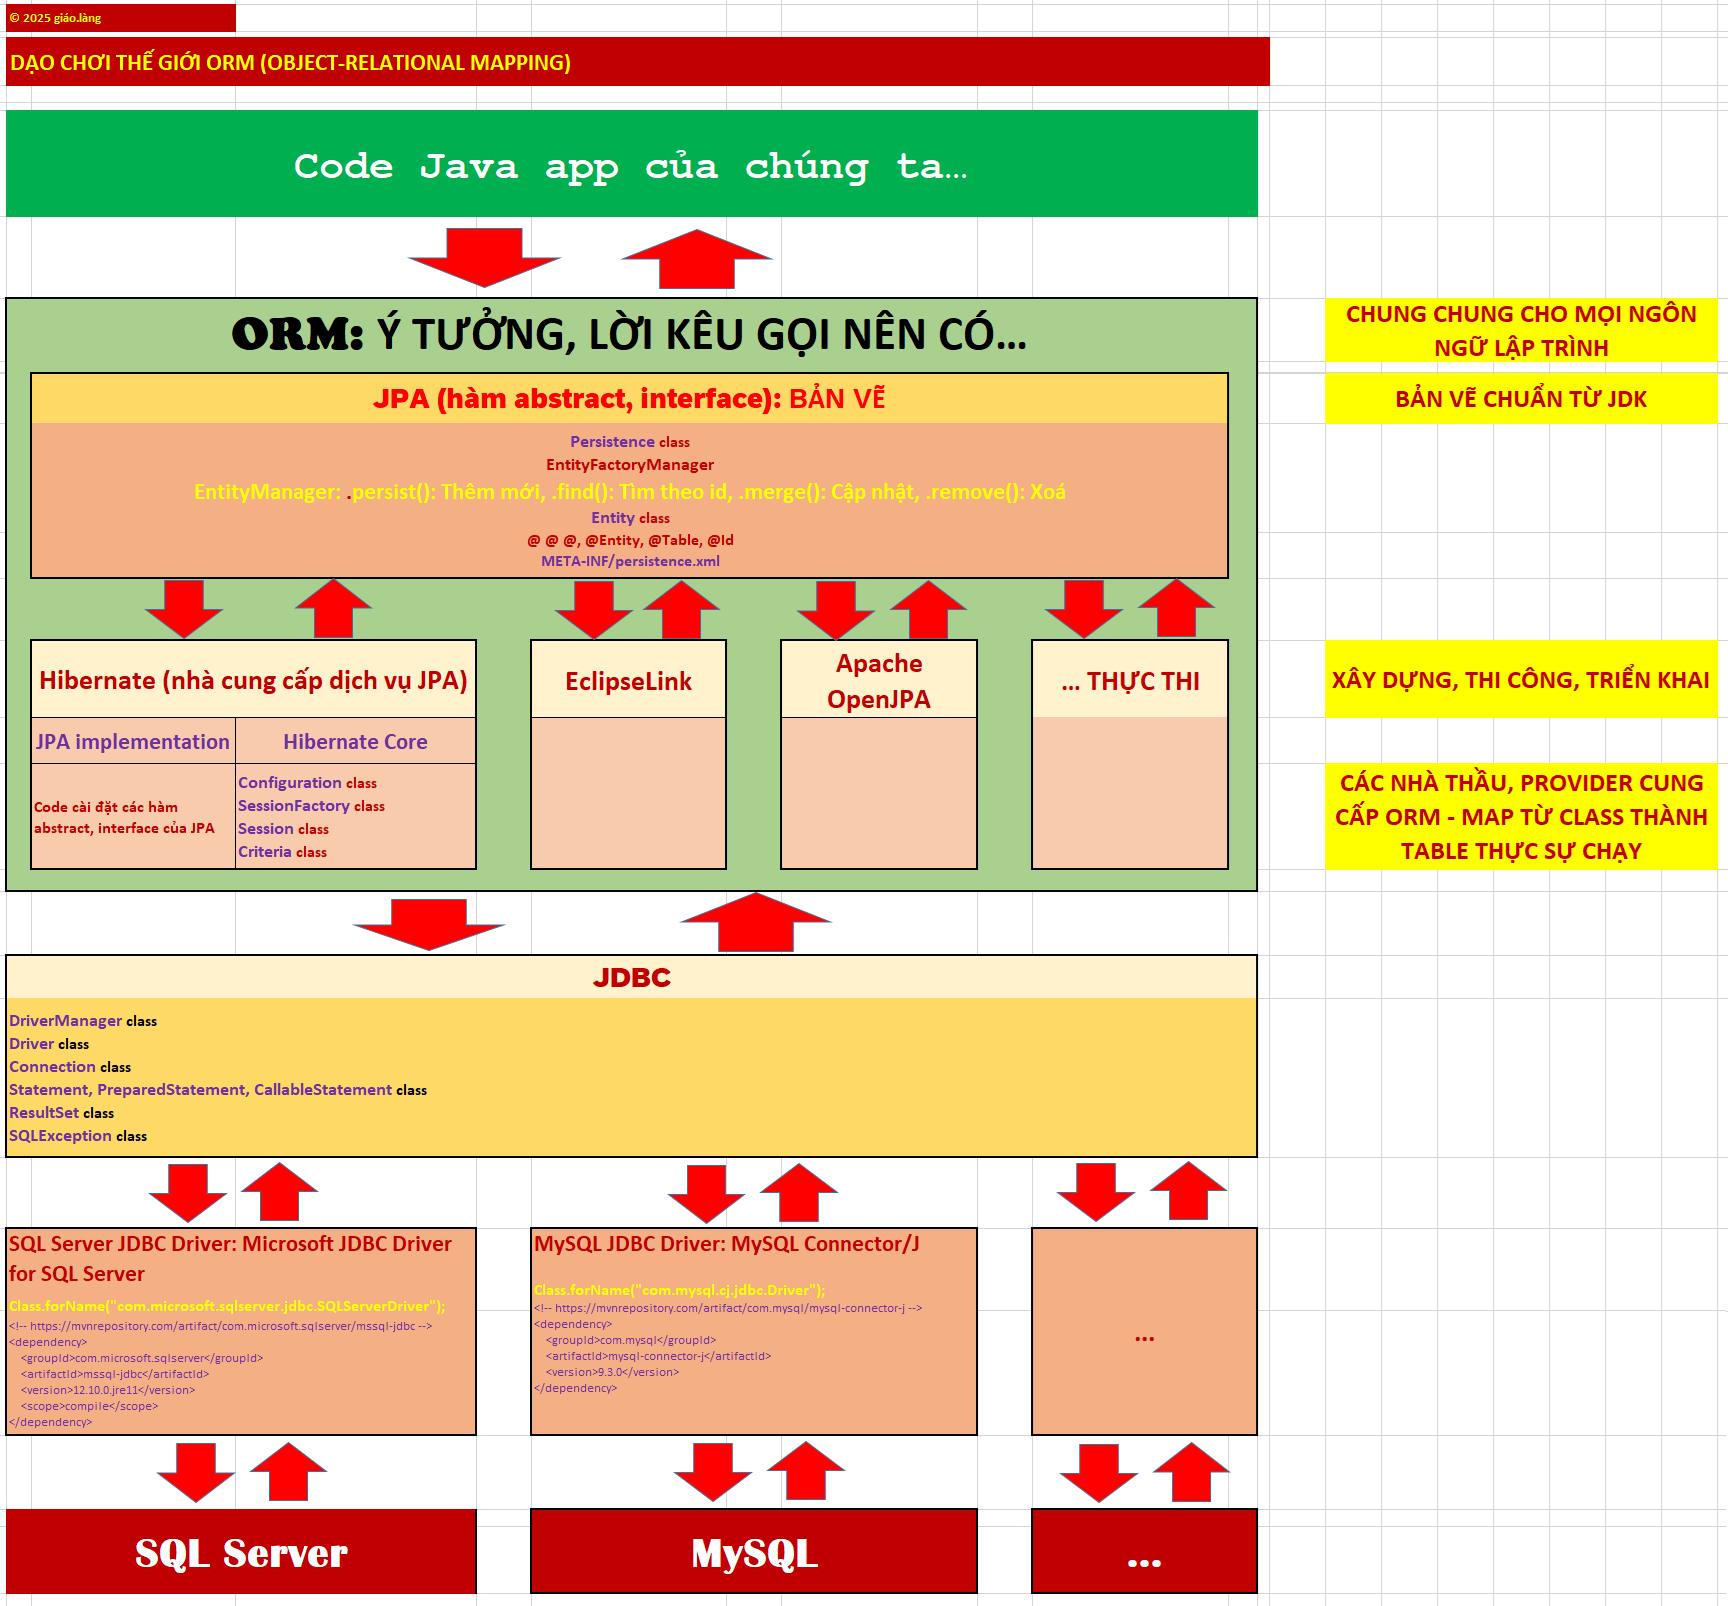 © 2025 giáo.làng
DẠO CHƠI THẾ GIỚI ORM (OBJECT-RELATIONAL MAPPING)
Code Java app của chúng ta...
ORM: Ý TƯỞNG, LỜI KÊU GỌI NÊN CÓ...
CHUNG CHUNG CHO MỌI NGÔN
NGỮ LẬP TRÌNH
JPA (hàm abstract, interface): BẢN VẼ
BẢN VẼ CHUẨN TỪ JDK
Persistence class
EntityFactoryManager
EntityManager: .persist(): Thêm mới, .find(): Tìm theo id, .merge(): Cập nhật, .remove(): Xoá
Entity class
@ @ @, @Entity, @Table, @Id
META-INF/persistence.xml
Hibernate (nhà cung cấp dịch vụ JPA)
EclipseLink
Apache
OpenJPA
... THỰC THI
XÂY DỰNG, THI CÔNG, TRIỂN KHAI
JPA implementation
Hibernate Core
Code cài đặt các hàm
abstract, interface của JPA
Configuration class
SessionFactory class
Session class
Criteria class
CÁC NHÀ THẦU, PROVIDER CUNG
CẤP ORM - MAP TỪ CLASS THÀNH
TABLE THỰC SỰ CHẠY
JDBC
DriverManager class
Driver class
Connection class
Statement, PreparedStatement, CallableStatement class
ResultSet class
SQLException class
SQL Server JDBC Driver: Microsoft JDBC Driver
for SQL Server
Class.forName("com.microsoft.sqlserver.jdbc.SQLServerDriver");
<!-- https://mvnrepository.com/artifact/com.microsoft.sqlserver/mssql-jdbc -->
<dependency>
<groupId>com.microsoft.sqlserver</groupId>
<artifactId>mssql-jdbc</artifactId>
<version>12.10.0.jre11</version>
<scope>compile</scope>
</dependency>
MySQL JDBC Driver: MySQL Connector/J
Class.forName("com.mysql.cj.jdbc.Driver");
<!-- https://mvnrepository.com/artifact/com.mysql/mysql-connector-j -->
<dependency>
<groupId>com.mysql</groupId>
<artifactId>mysql-connector-j</artifactId>
<version>9.3.0</version>
</dependency>
...
SQL Server
MySQL
...